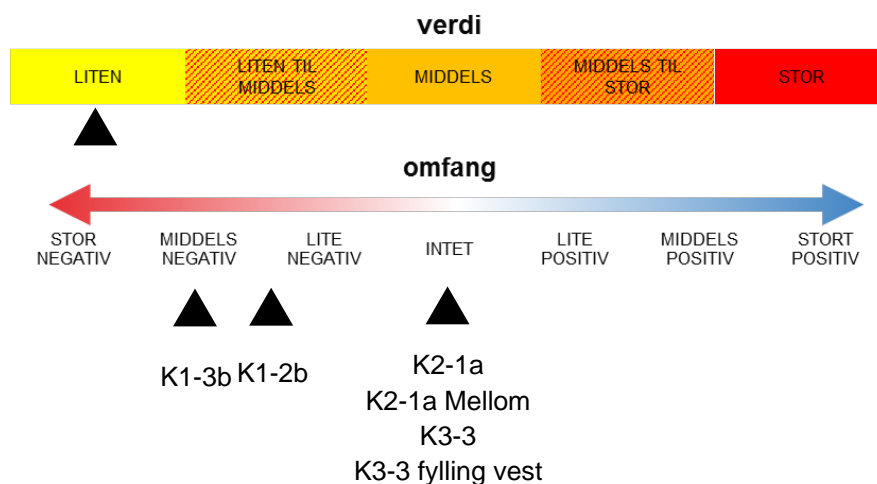 verdi
LITEN
LITEN TIL
MIDDELS
MIDDELS
MIDDELS TIL
STOR
STOR
omfang
STOR
NEGATIV
MIDDELS
NEGATIV
LITE
NEGATIV
INTET
LITE
POSITIV
MIDDELS
POSITIV
STORT
POSITIV
K1-3b
K1-2b
K2-1a
K2-1a Mellom
K3-3
K3-3 fylling vest